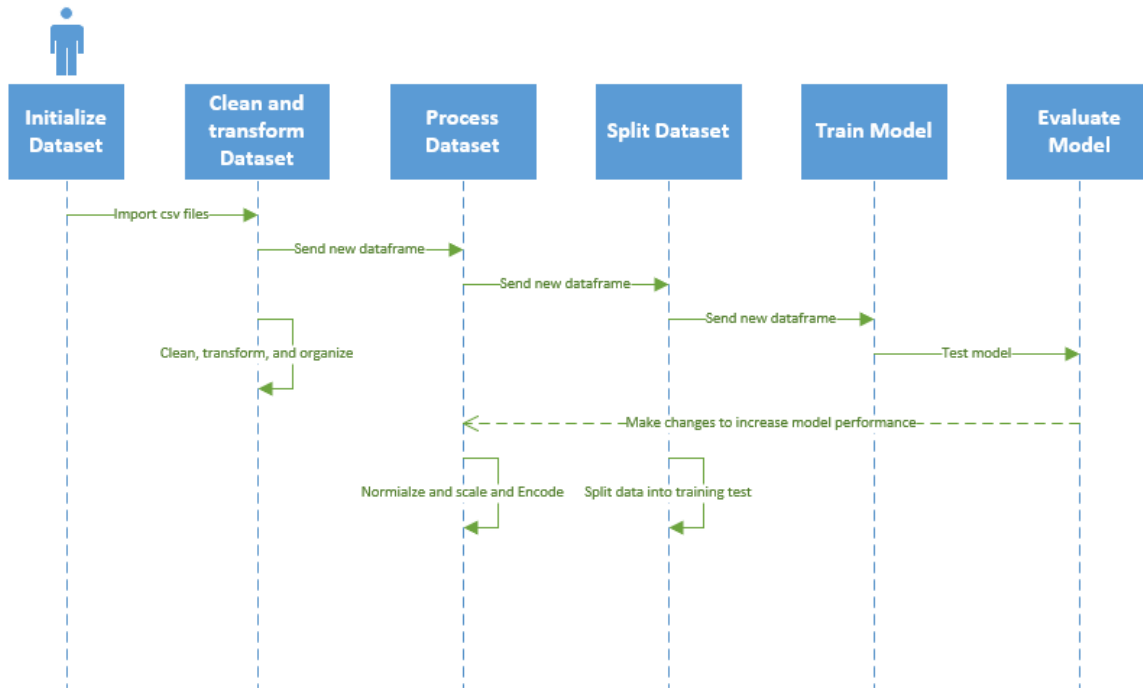 Initialize
Dataset
Clean and
transform
Dataset
Process
Dataset
Split Dataset
Train Model
Evaluate
Model
Import csv files
Send new dataframe
Send new dataframe
Send new dataframe
Clean, transform, and organize
Test model
Make changes to increase model performance
Normialze and scale and Encode
Split data into training test